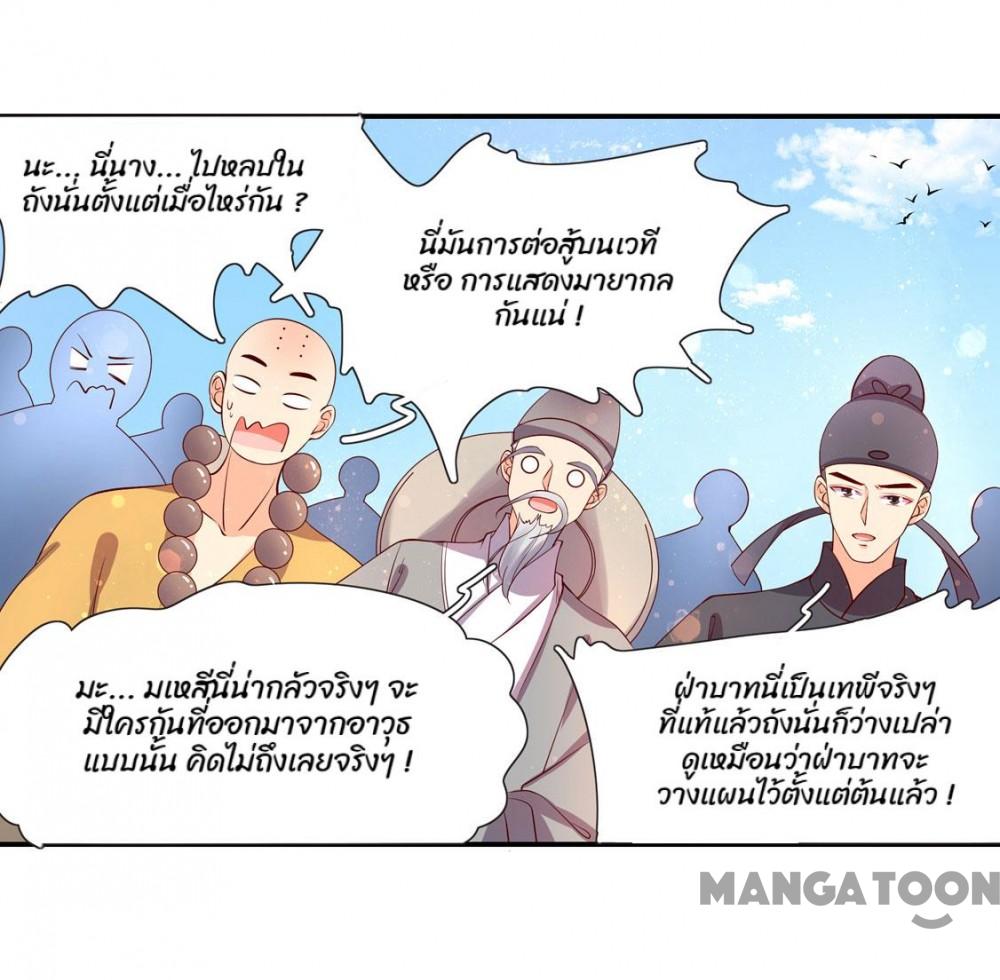 นะ... นี่นาง... ไปหลบใน
ถังนั่นตั้งแต่เมื่อไหร่กัน ?
นี่มันการต่อสู้บนเวที
หรือ การแสดงมายากล
กันแน่ !
มะ... มเหสีนี่น่ากลัวจริงๆ จะ
มีใครกันที่ออกมาจากอาวุธ
แบบนั้น คิดไม่ถึงเลยจริงๆ !
ฝ่าบาทนี่เป็นเทพีจริงๆ
ที่แท้แล้วถังนั่นก็ว่างเปล่า
ดูเหมือนว่าฝ่าบาทจะ
วางแผนไว้ตั้งแต่ต้นแล้ว !
MANGATOON